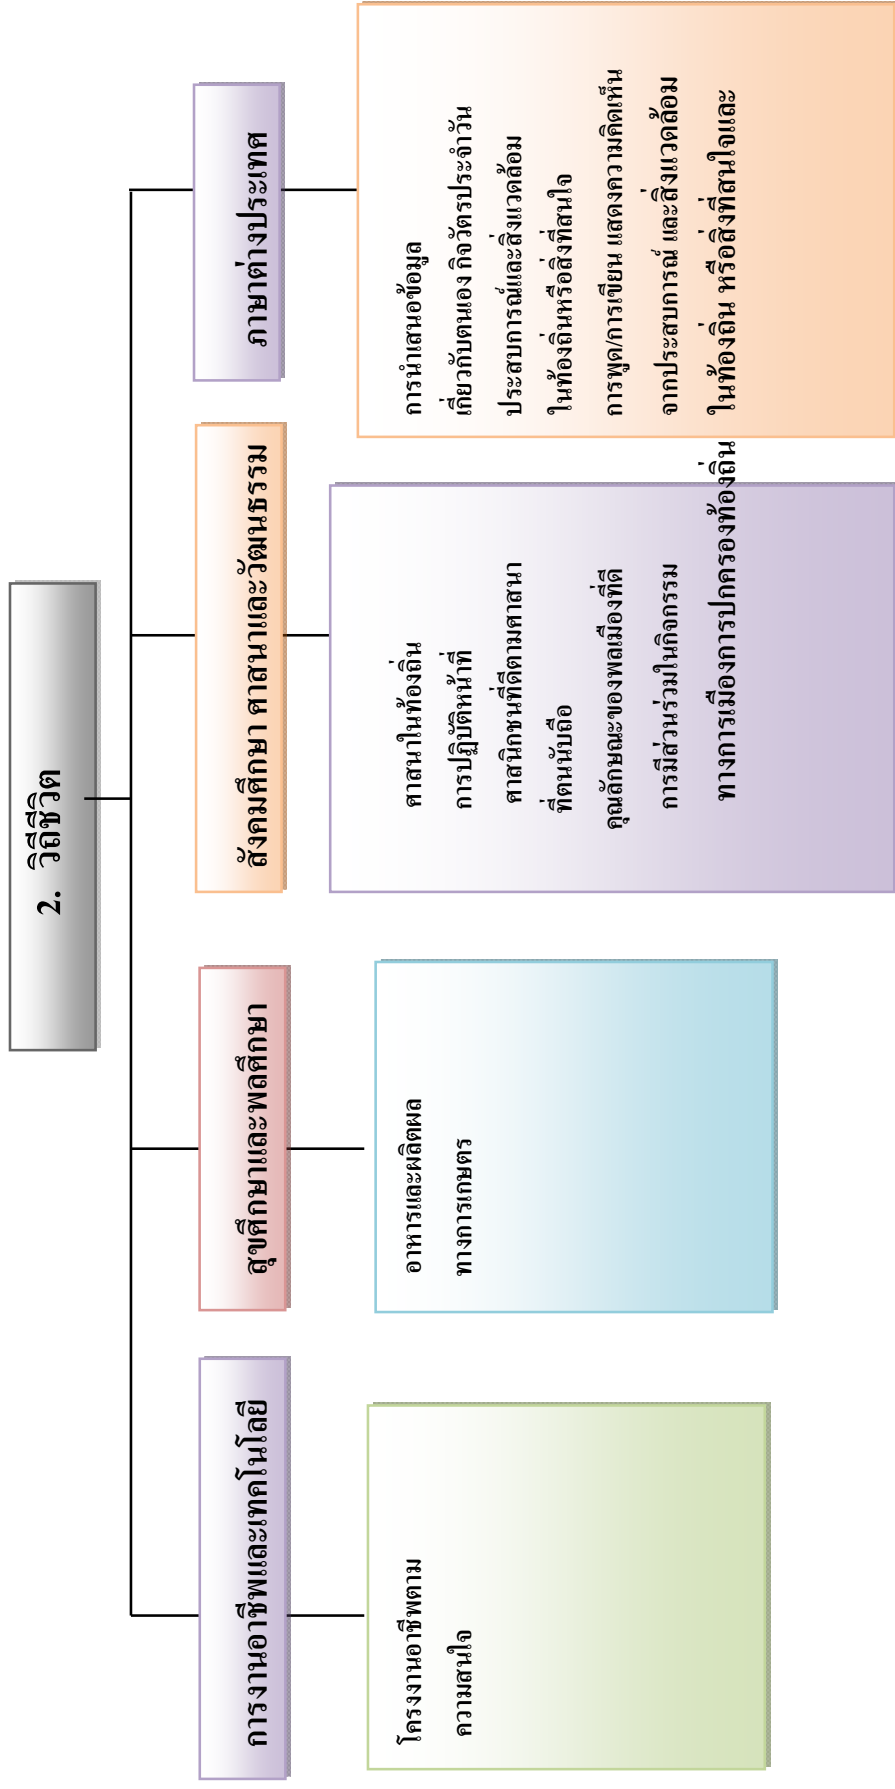 2. วิถีชีวิต
การงานอาชีพและเทคโนโลยี
โครงงานอาชีพตาม
ความสนใจ
สุขศึกษาและพลศึกษา
อาหารและผลิตผล
ทางการเกษตร
สังคมศึกษา ศาสนาและวัฒนธรรม
ศาสนาในท้องถิ่น
การปฏิบัติหน้าที่
ศาสนิกชนที่ดีตามศาสนา
ที่ตนนับถือ
คุณลักษณะของพลเมืองที่ดี
การมีส่วนร่วมในกิจกรรม
ทางการเมืองการปกครองท้องถิ่น
ภาษาต่างประเทศ
การนำเสนอข้อมูล
เกี่ยวกับตนเอง กิจวัตรประจำวัน
ประสบการณ์และสิ่งแวดล้อม
ในท้องถิ่นหรือสิ่งที่สนใจ
การพูด/การเขียน แสดงความคิดเห็น
จากประสบการณ์ และสิ่งแวดล้อม
ในท้องถิ่น หรือสิ่งที่สนใจและ